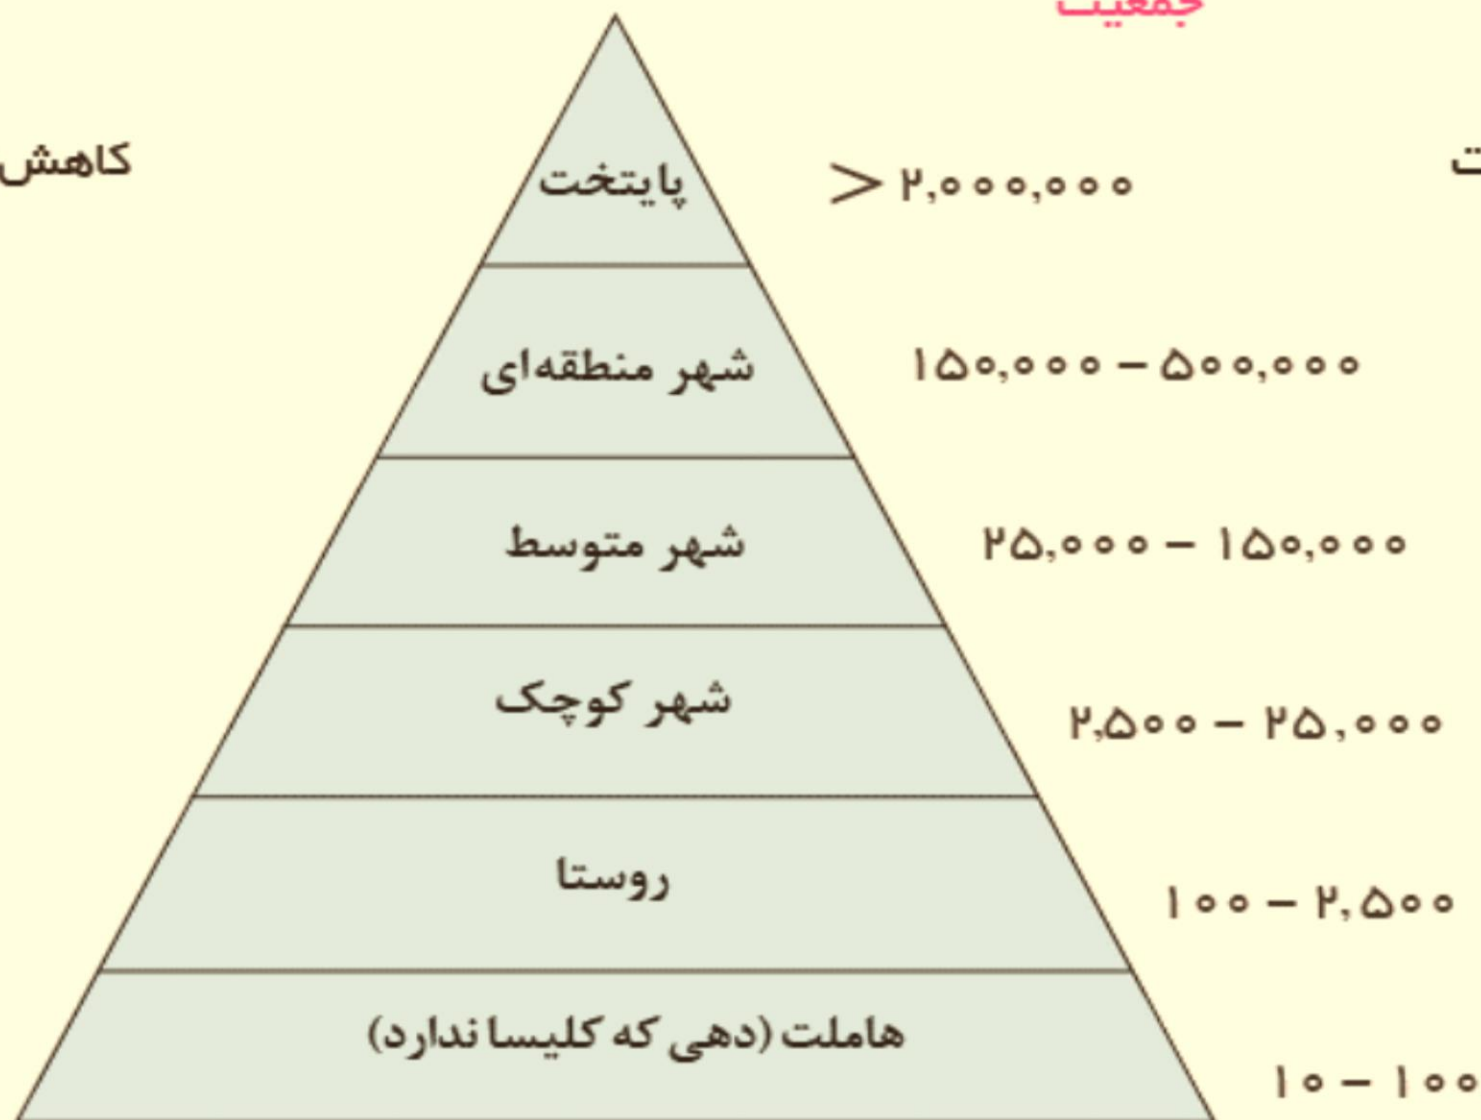 جمعیت
کاهش
پایتخت
> ۲,۰۰۰,۰۰۰
شهر منطقه‌ای
۱۵۰,۰۰۰ – ۵۰۰,۰۰۰
شهر متوسط
۲۵,۰۰۰ – ۱۵۰,۰۰۰
شهر کوچک
۲,۵۰۰ – ۲۵,۰۰۰
روستا
۱۰۰ – ۲,۵۰۰
هاملت (دهی که کلیسا ندارد)
۱۰ – ۱۰۰